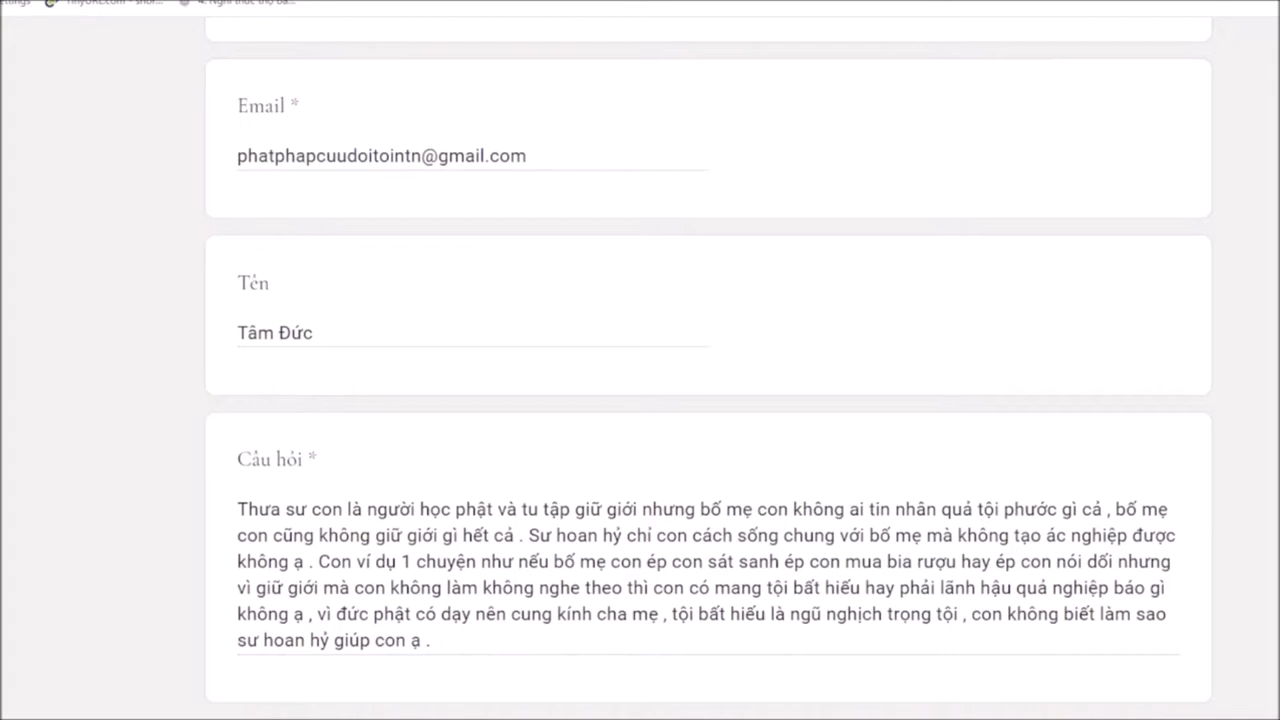 Email *
phatphapcuudoitointn@gmail.com
Tên
Tâm Đức
Câu hỏi *
Thưa sư con là người học phật và tu tập giữ giới nhưng bố mẹ con không ai tin nhân quả tội phước gì cả , bố mẹ
con cũng không giữ giới gì hết cả . Sư hoan hỷ chỉ con cách sống chung với bố mẹ mà không tạo ác nghiệp được
không ạ . Con ví dụ 1 chuyện như nếu bố mẹ con ép con sát sanh ép con mua bia rượu hay ép con nói dối nhưng
vì giữ giới mà con không làm không nghe theo thì con có mang tội bất hiếu hay phải lãnh hậu quả nghiệp báo gì
không ạ , vì đức phật có dạy nên cung kính cha mẹ , tội bất hiếu là ngũ nghịch trọng tội , con không biết làm sao
sư hoan hỷ giúp con ạ .